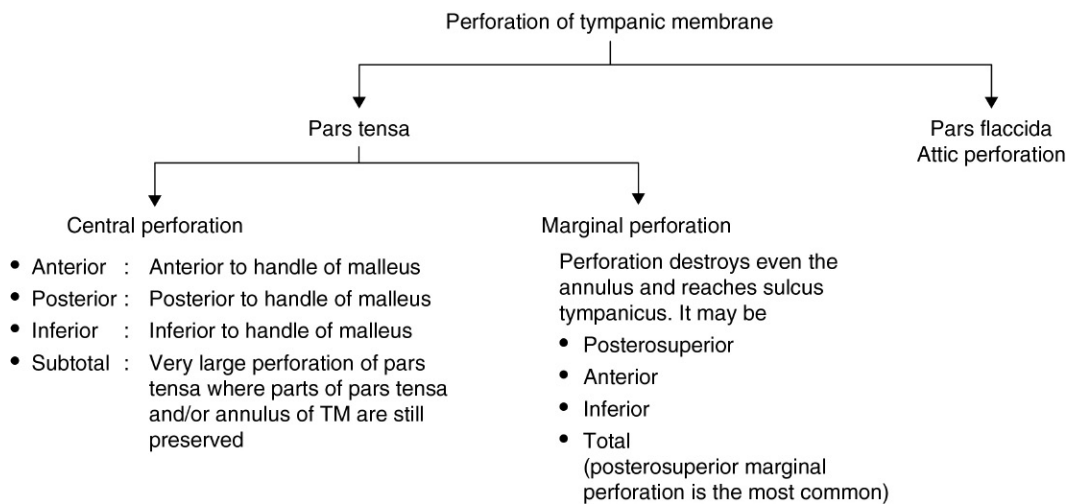 Perforation of tympanic membrane
Pars tensa
Pars flaccida
Attic perforation
Central perforation
• Anterior : Anterior to handle of malleus
• Posterior : Posterior to handle of malleus
• Inferior : Inferior to handle of malleus
• Subtotal : Very large perforation of pars
tensa where parts of pars tensa
and/or annulus of TM are still
preserved
Marginal perforation
Perforation destroys even the
annulus and reaches sulcus
tympanicus. It may be
• Posterosuperior
• Anterior
• Inferior
• Total
(posterosuperior marginal
perforation is the most common)